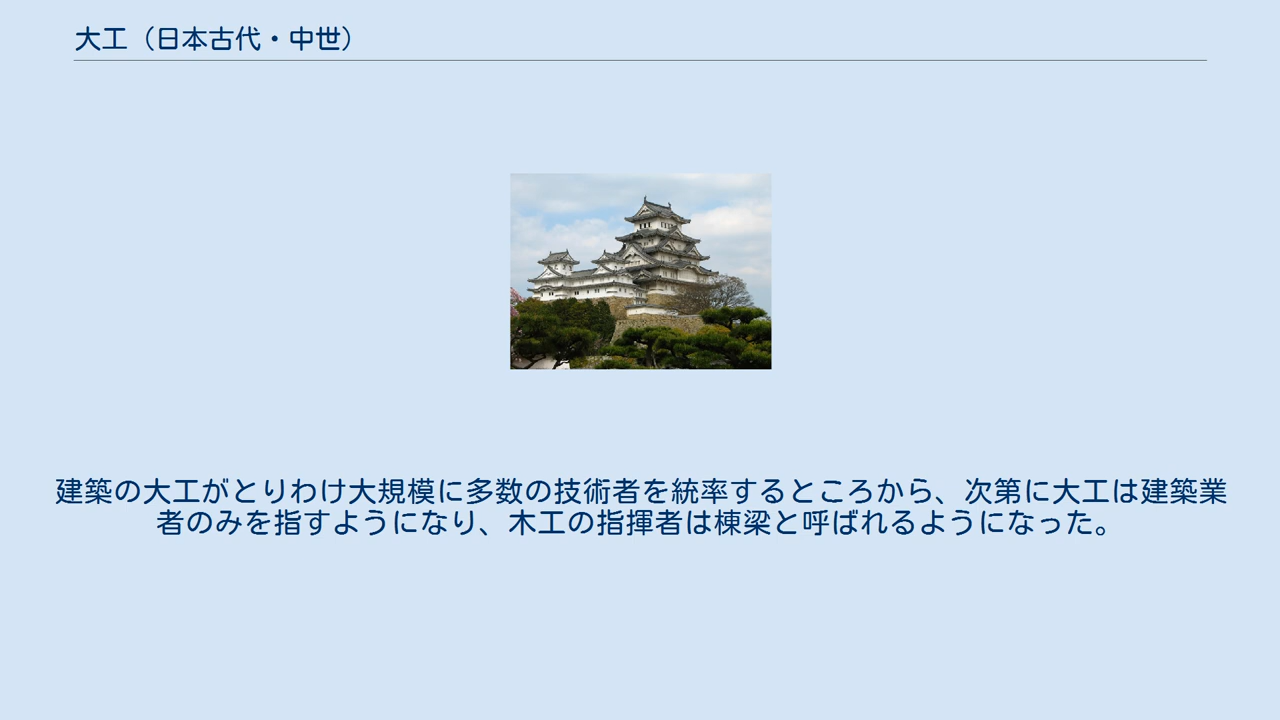 大工（日本古代・中世）
建築の大工がとりわけ大規模に多数の技術者を統率するところから、次第に大工は建築業
者のみを指すようになり、木工の指揮者は棟梁と呼ばれるようになった。